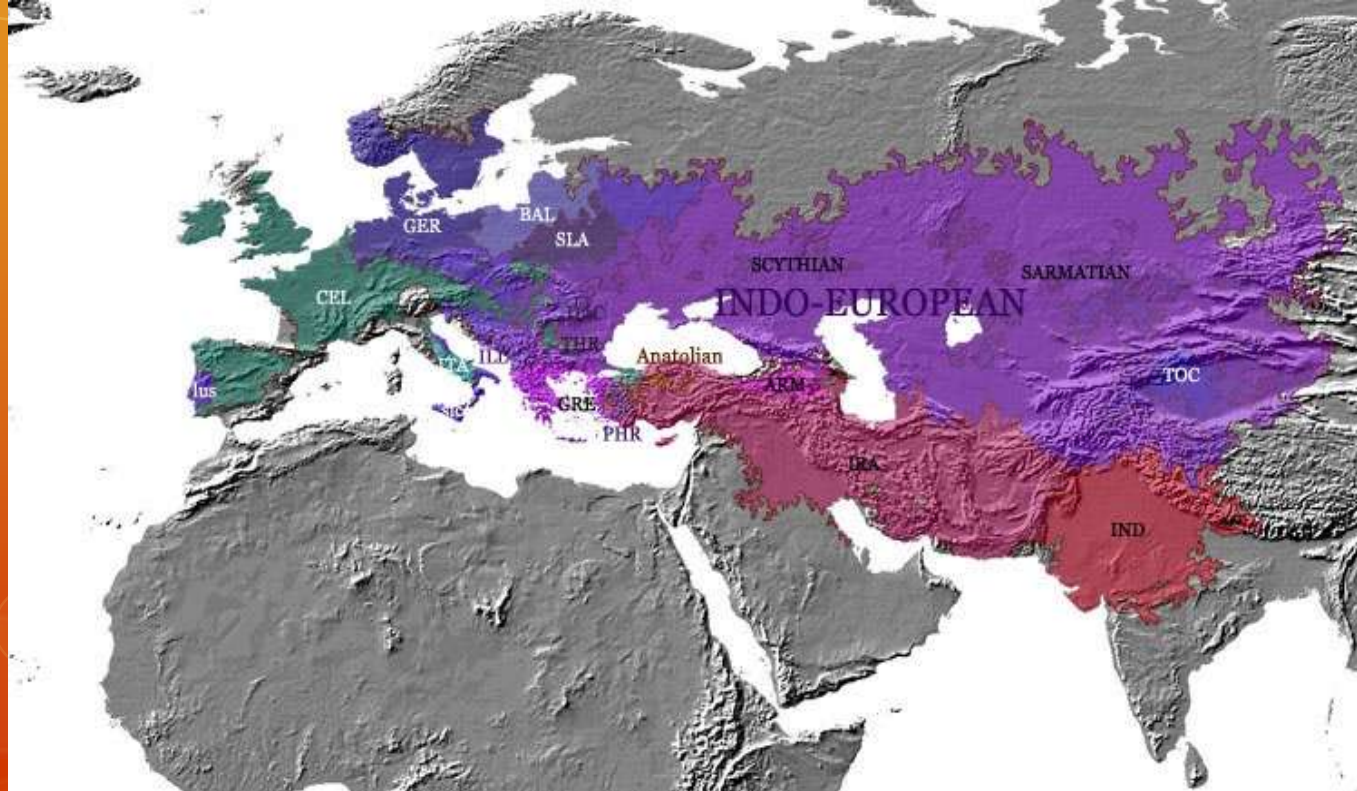 GER
BAL
SLA
SCYTHIAN
SARMATIAN
CEL
INDO-EUROPEAN
THR
ILL
ITA
Anatolian
TOC
lus
ARM
GRE
PHR
IRA
IND